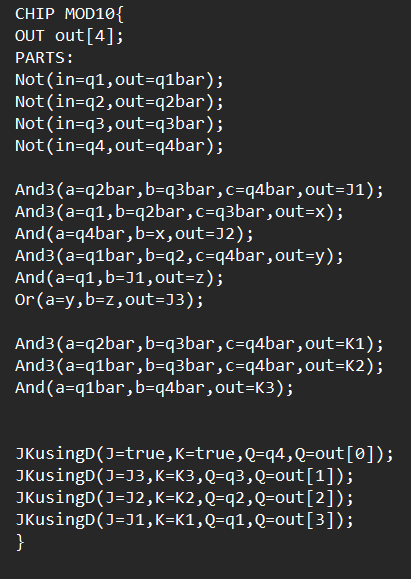 CHIP MOD10{
OUT out[4];
PARTS:
Not(in=q1,out=q1bar);
Not(in=q2,out=q2bar);
Not(in=q3,out=q3bar);
Not(in=q4,out=q4bar);
And3(a=q2bar,b=q3bar,c=q4bar,out=J1);
And3(a=q1,b=q2bar,c=q3bar,out=x);
And(a=q4bar,b=x,out=J2);
And3(a=q1bar,b=q2,c=q4bar,out=y);
And(a=q1,b=J1,out=z);
Or(a=y,b=z,out=J3);
And3(a=q2bar,b=q3bar,c=q4bar,out=K1);
And3(a=q1bar,b=q3bar,c=q4bar,out=K2);
And(a=q1bar,b=q4bar,out=K3);
JKusingD(J=true,K=true,Q=q4,Q=out[0]);
JKusingD(J=J3,K=K3,Q=q3,Q=out[1]);
JKusingD(J=J2,K=K2,Q=q2,Q=out[2]);
JKusingD(J=J1,K=K1,Q=q1,Q=out[3]);
}